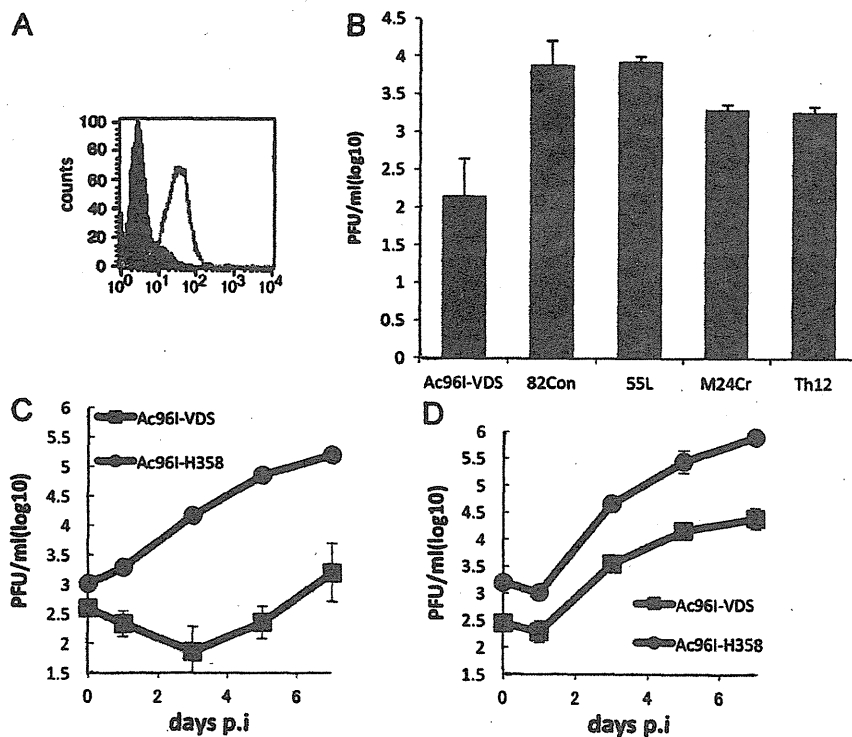 A
counts
100
80
60
40
20
0
10⁰ 10¹ 10² 10³ 10⁴
B
PFU/ml(log10)
4.5
4
3.5
3
2.5
2
1.5
1
0.5
0
Ac96I-VDS 82Con 55L M24Cr Th12
C
PFU/ml(log10)
6
5.5
5
4.5
4
3.5
3
2.5
2
1.5
Ac96I-VDS
Ac96I-H358
0 2 4 6
days p.i
D
PFU/ml(log10)
6
5.5
5
4.5
4
3.5
3
2.5
2
1.5
Ac96I-VDS
Ac96I-H358
0 2 4 6
days p.i